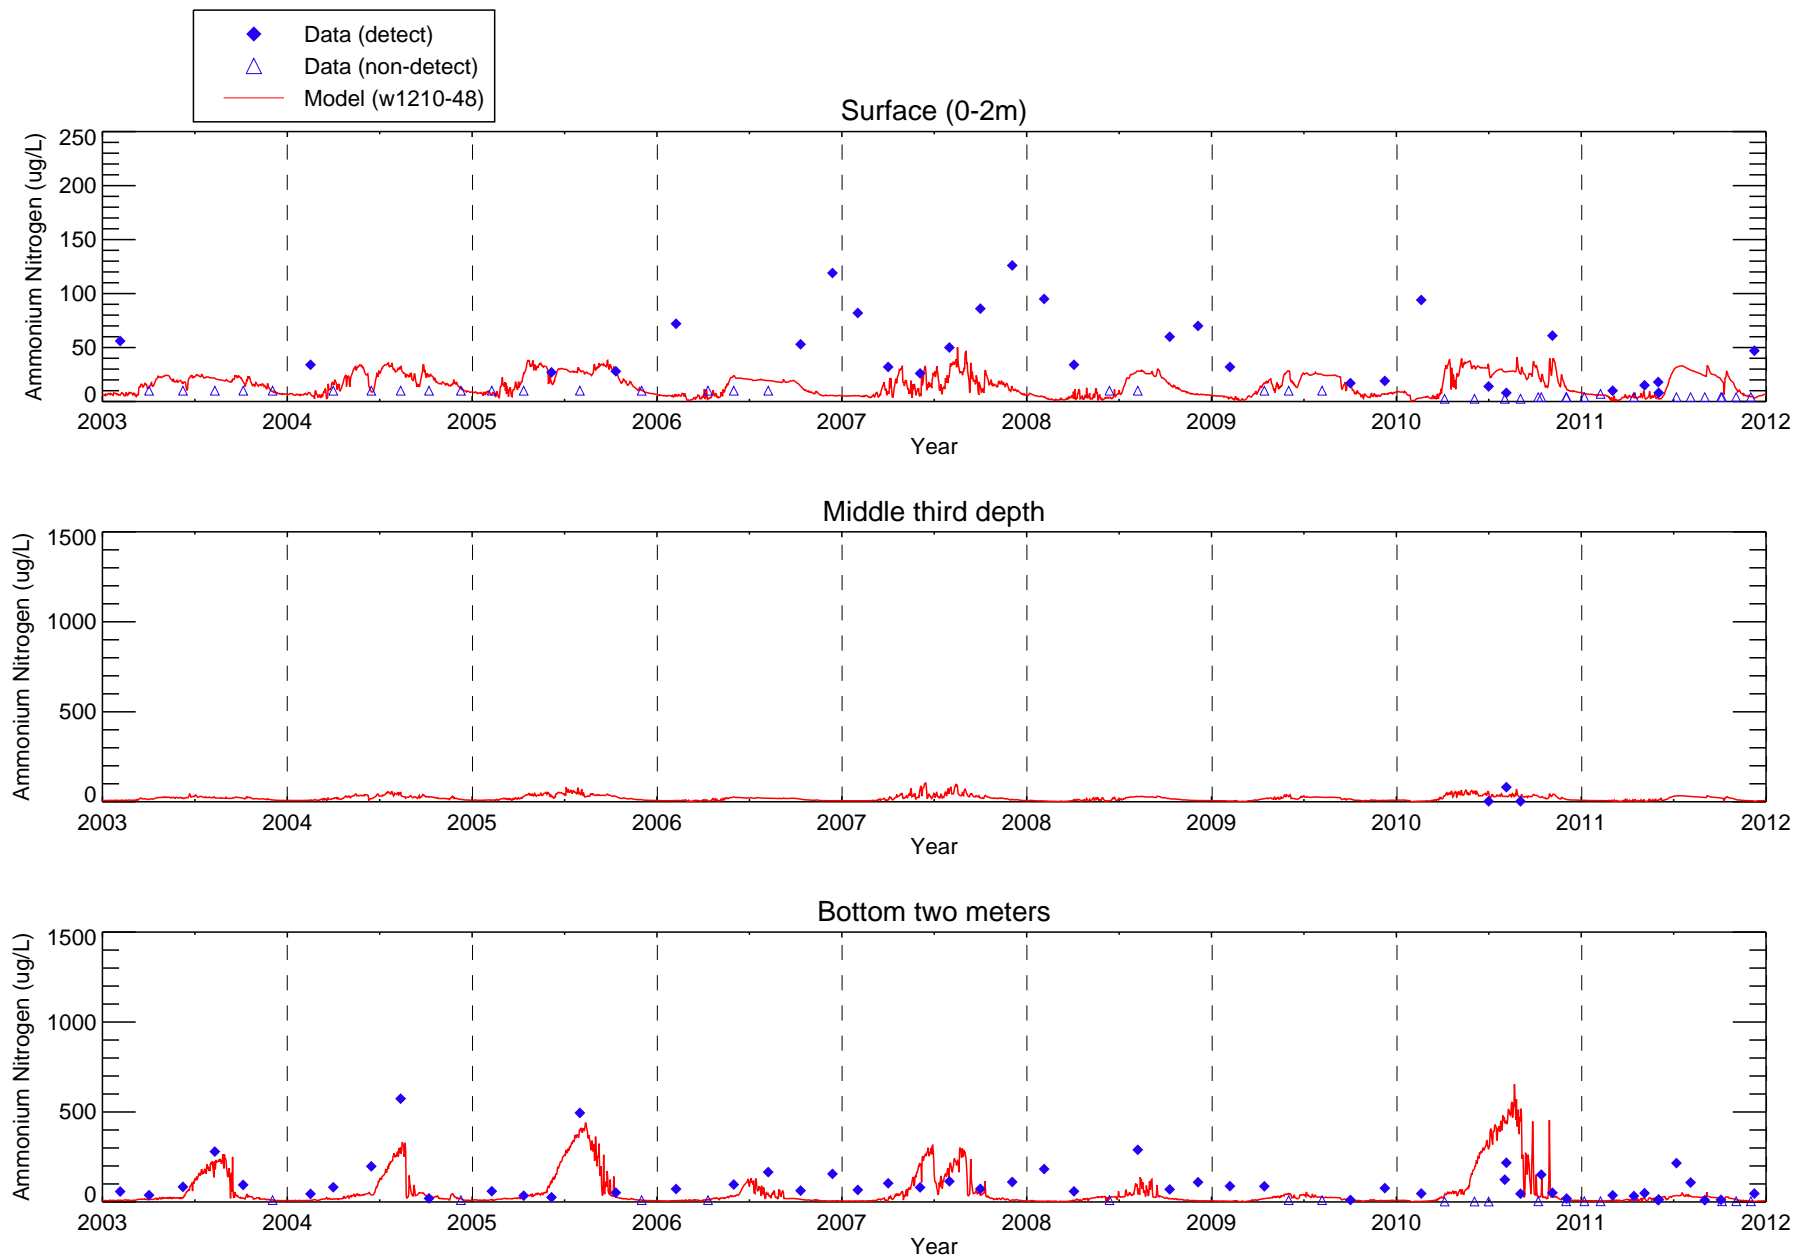 Data (detect)
Data (non-detect)
Model (w1210-48)
Surface (0-2m)
Ammonium Nitrogen (ug/L)
250
200
150
100
50
0
2003 2004 2005 2006 2007 2008 2009 2010 2011 2012
Year
Middle third depth
Ammonium Nitrogen (ug/L)
1500
1000
500
0
2003 2004 2005 2006 2007 2008 2009 2010 2011 2012
Year
Bottom two meters
Ammonium Nitrogen (ug/L)
1500
1000
500
0
2003 2004 2005 2006 2007 2008 2009 2010 2011 2012
Year